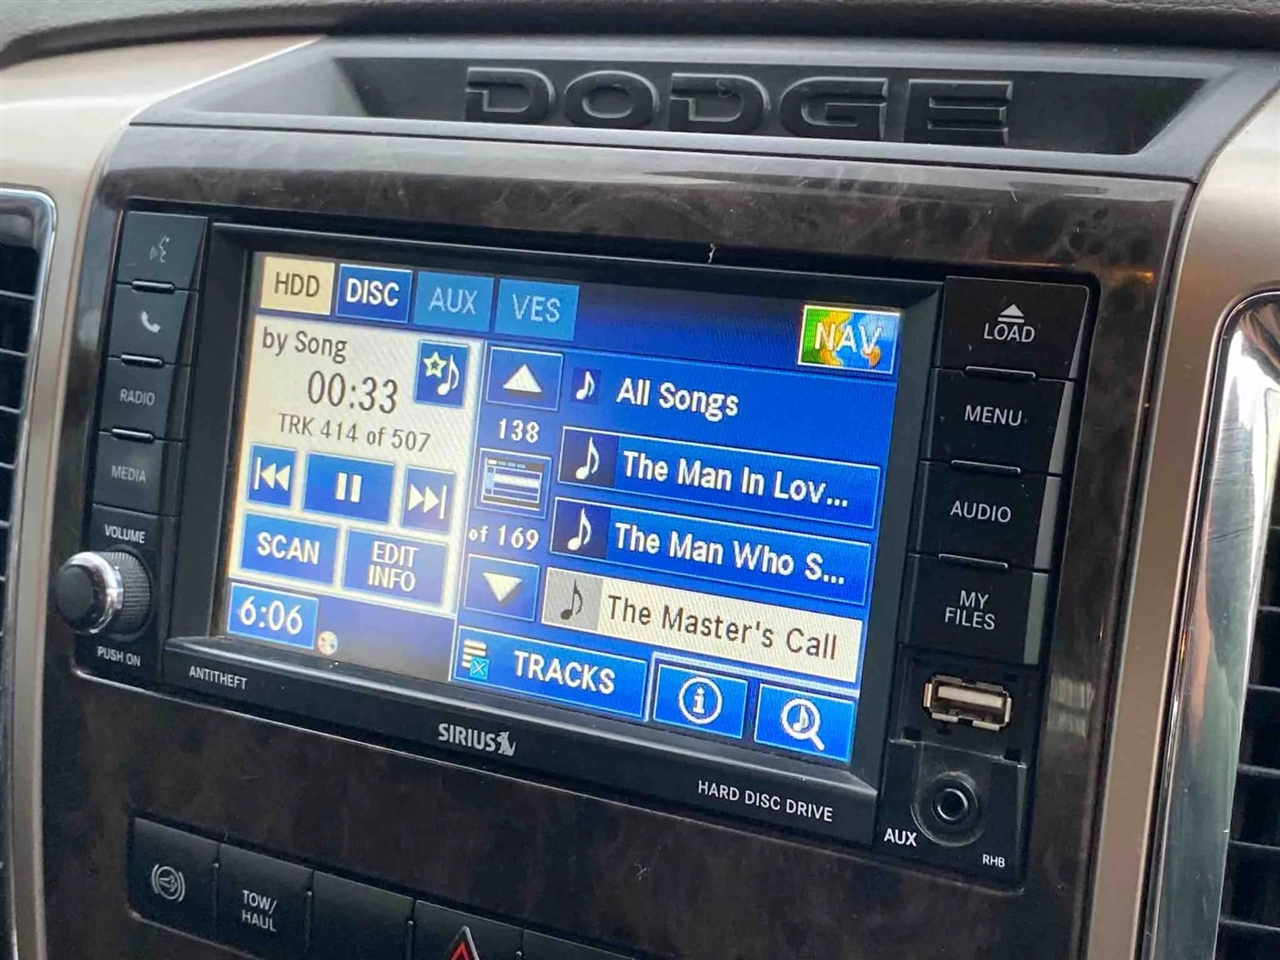 DODGE
HDD DISC AUX VES
NAV
by Song
00:33
TRK 414 of 507
SCAN
EDIT
INFO
6:06
138
of 169
All Songs
The Man In Lov...
The Man Who S...
The Master's Call
TRACKS
RADIO
MEDIA
VOLUME
PUSH ON
LOAD
MENU
AUDIO
MY
FILES
ANTITHEFT
SIRIUS
HARD DISC DRIVE
AUX
RHB
TOW/
HAUL